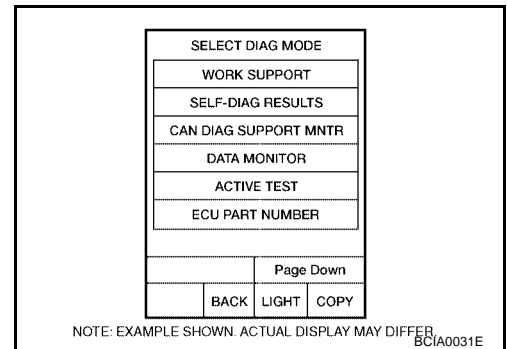 SELECT DIAG MODE
WORK SUPPORT
SELF-DIAG RESULTS
CAN DIAG SUPPORT MNTR
DATA MONITOR
ACTIVE TEST
ECU PART NUMBER
Page Down
BACK LIGHT COPY
NOTE: EXAMPLE SHOWN. ACTUAL DISPLAY MAY DIFFER.
BCIA0031E